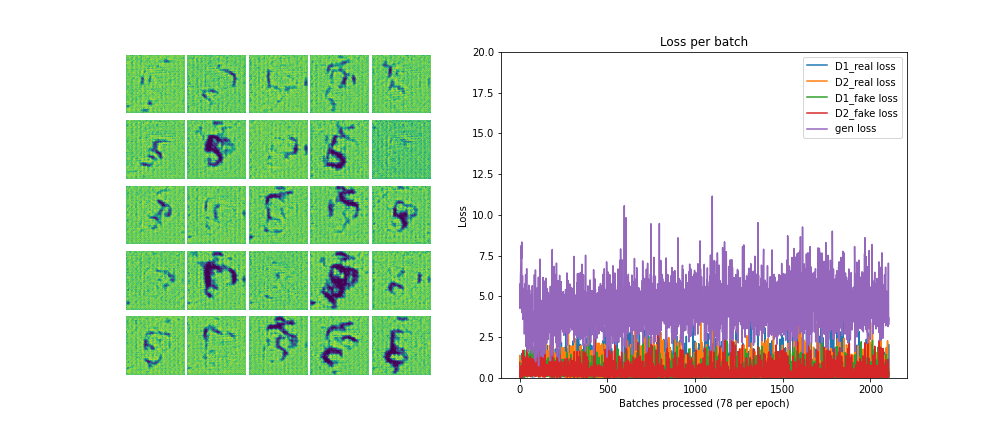 Loss per batch
20.0
17.5
15.0
12.5
10.0
7.5
5.0
2.5
0.0
Loss
D1_real loss
D2_real loss
D1_fake loss
D2_fake loss
gen loss
0 500 1000 1500 2000
Batches processed (78 per epoch)